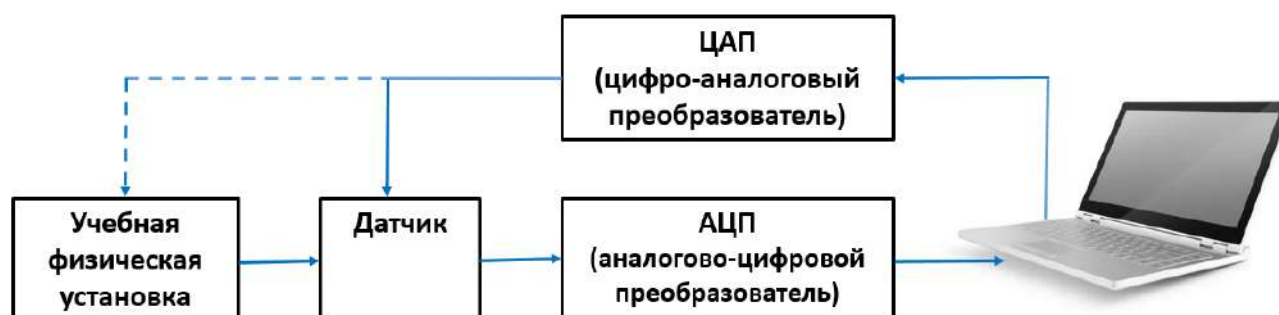 ЦАП
(цифро-аналоговый
преобразователь)
Учебная
физическая
установка
Датчик
АЦП
(аналогово-цифровой
преобразователь)